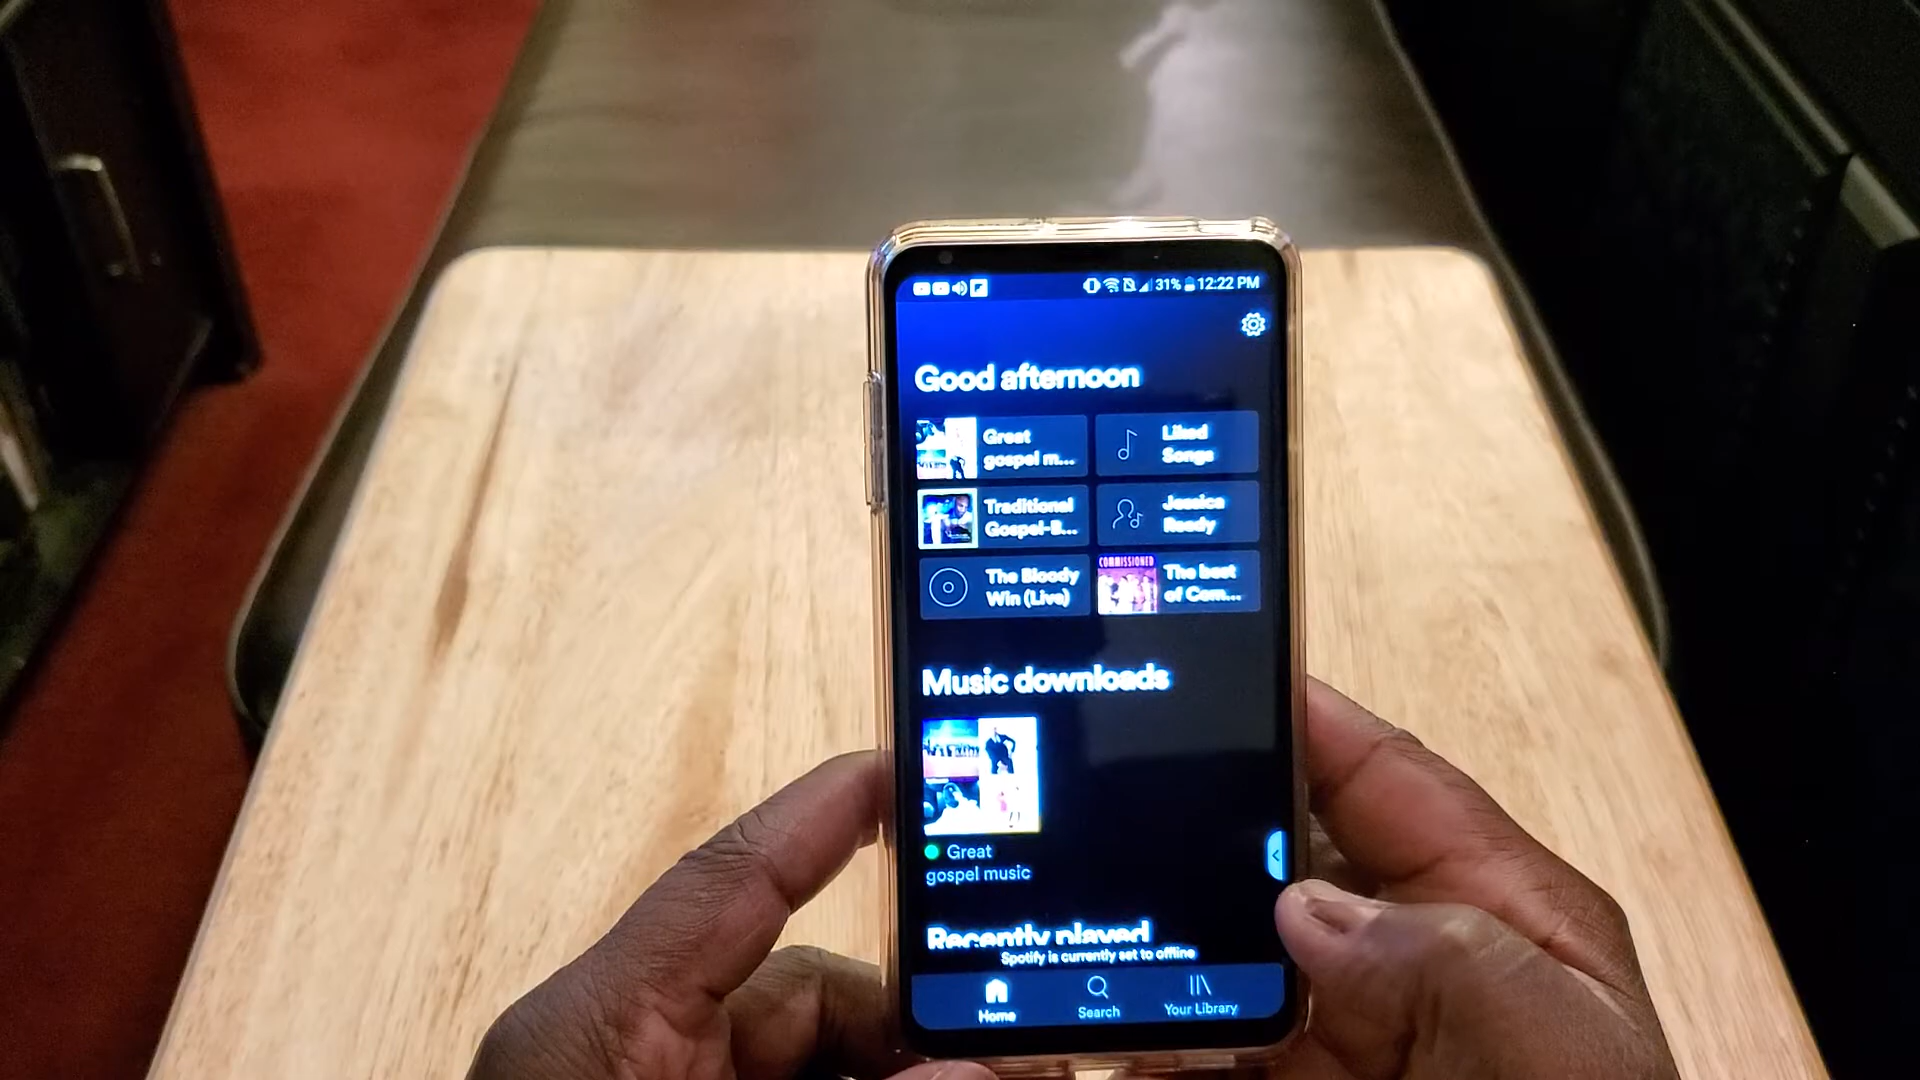 31% 12:22 PM
Good afternoon
Great
gospel m...
Liked
Songs
Traditional
Gospel-B...
Jessica
Reedy
The Bloody
Win (Live)
COMMISSIONED
The best
of Com...
Music downloads
Great
gospel music
Recently played
Spotify is currently set to offline
Home
Search
Your Library